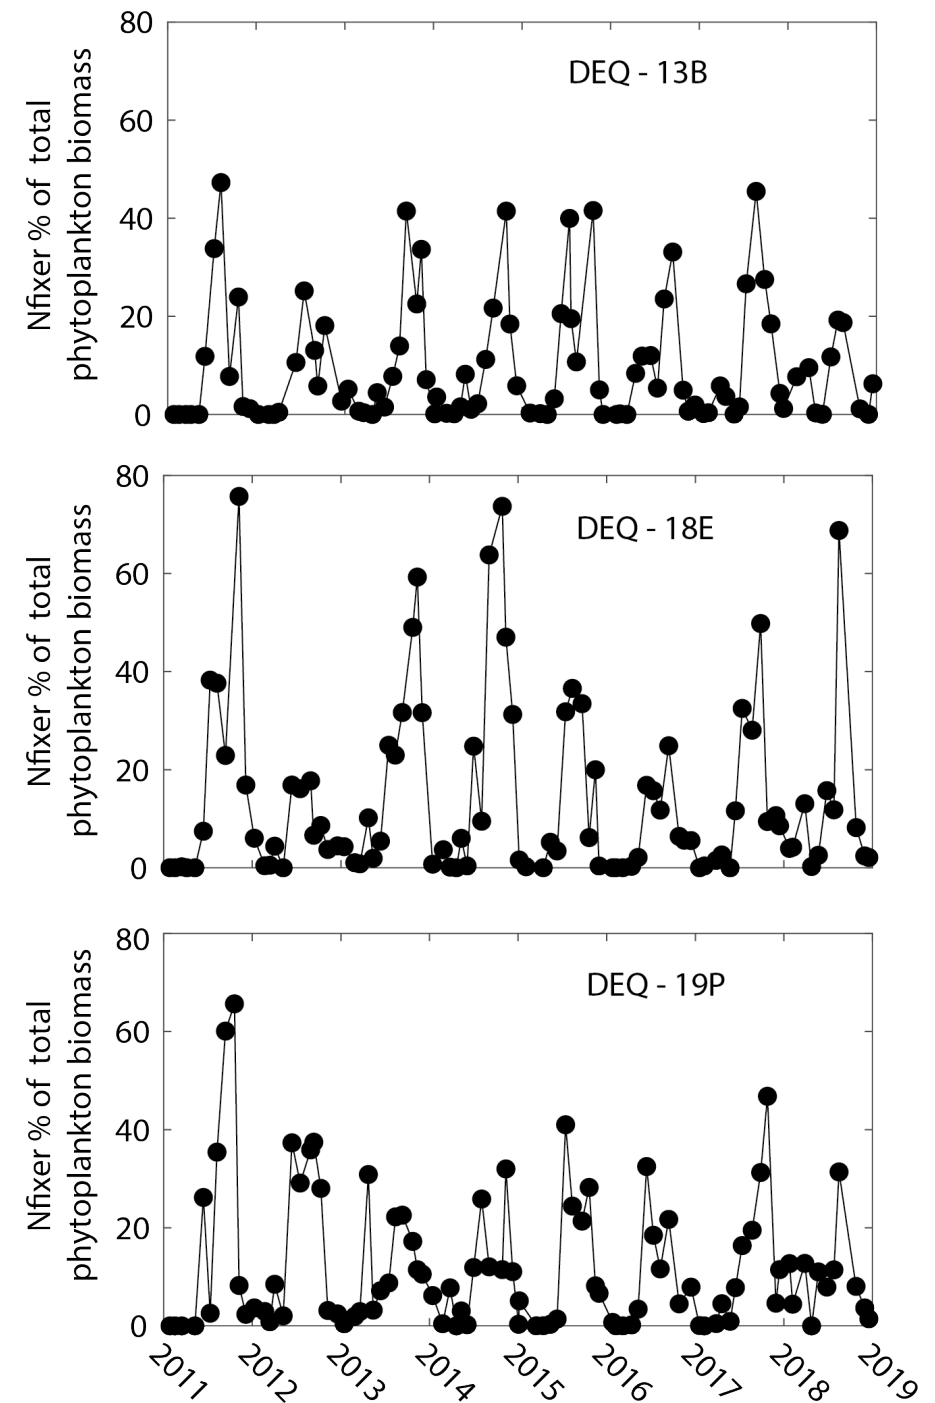 80
60
40
20
0
Nfixer % of total
phytoplankton biomass
DEQ - 13B
80
60
40
20
0
Nfixer % of total
phytoplankton biomass
DEQ - 18E
80
60
40
20
0
Nfixer % of total
phytoplankton biomass
DEQ - 19P
2011 2012 2013 2014 2015 2016 2017 2018 2019